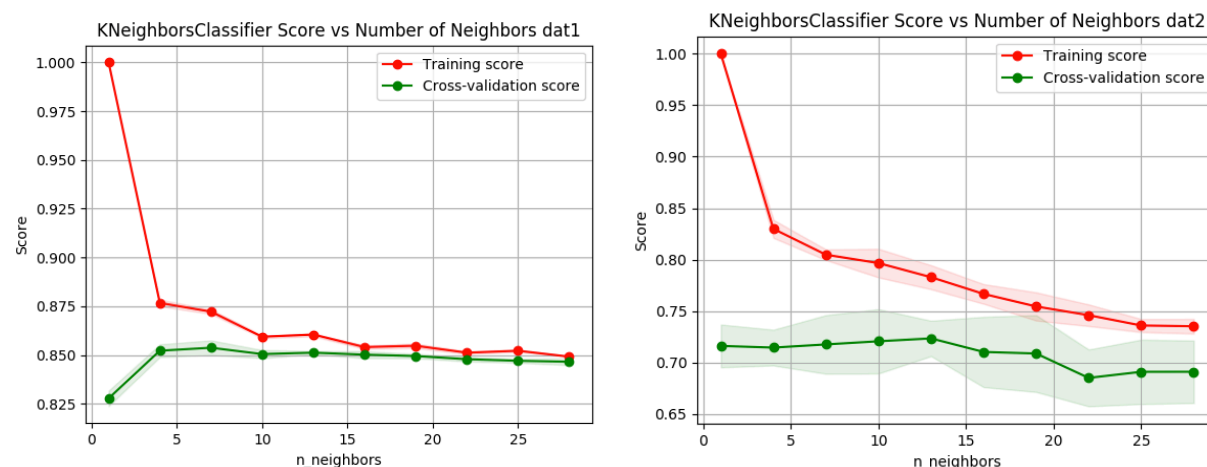 KNeighborsClassifier Score vs Number of Neighbors dat1
1.000
0.975
0.950
0.925
0.900
0.875
0.850
0.825
Score
Training score
Cross-validation score
0
5
10
15
20
25
n_neighbors
KNeighborsClassifier Score vs Number of Neighbors dat2
1.00
0.95
0.90
0.85
0.80
0.75
0.70
0.65
Score
Training score
Cross-validation score
0
5
10
15
20
25
n_neighbors